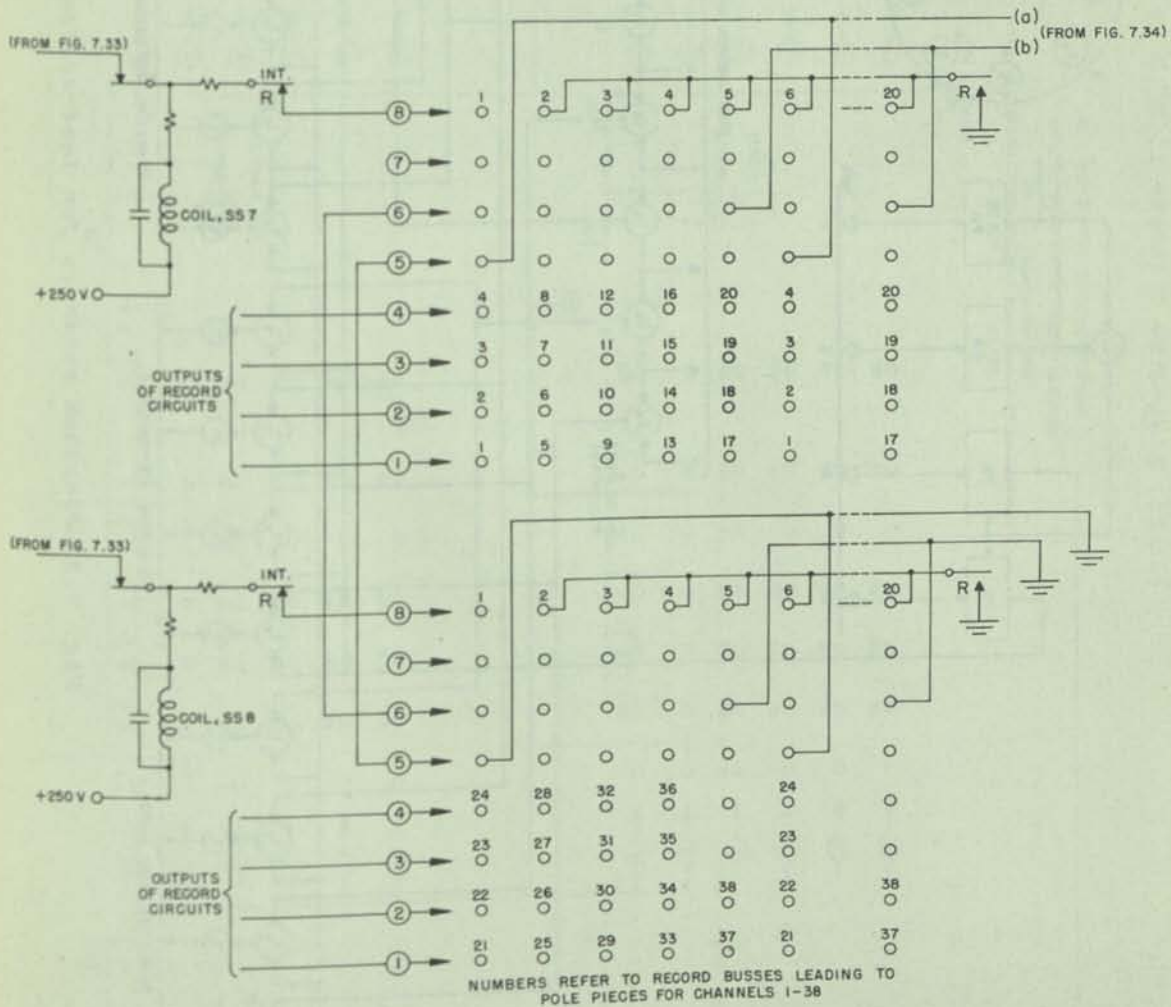 (a)
(FROM FIG. 7.33)
(FROM FIG. 7.34)
(b)
INT.
R
8 1 2 3 4 5 6 20 R
7
6
COIL, SS7
5
+250 V
4 4 8 12 16 20 4 20
3 3 7 11 15 19 3 19
OUTPUTS
OF RECORD
CIRCUITS
2 2 6 10 14 18 2 18
1 1 5 9 13 17 1 17
(FROM FIG. 7.33)
INT.
R
8 1 2 3 4 5 6 20 R
7
6
COIL, SS8
5
+250 V
4 24 28 32 36 24
3 23 27 31 35 23
OUTPUTS
OF RECORD
CIRCUITS
2 22 26 30 34 38 22 38
1 21 25 29 33 37 21 37
NUMBERS REFER TO RECORD BUSSES LEADING TO
POLE PIECES FOR CHANNELS 1-38